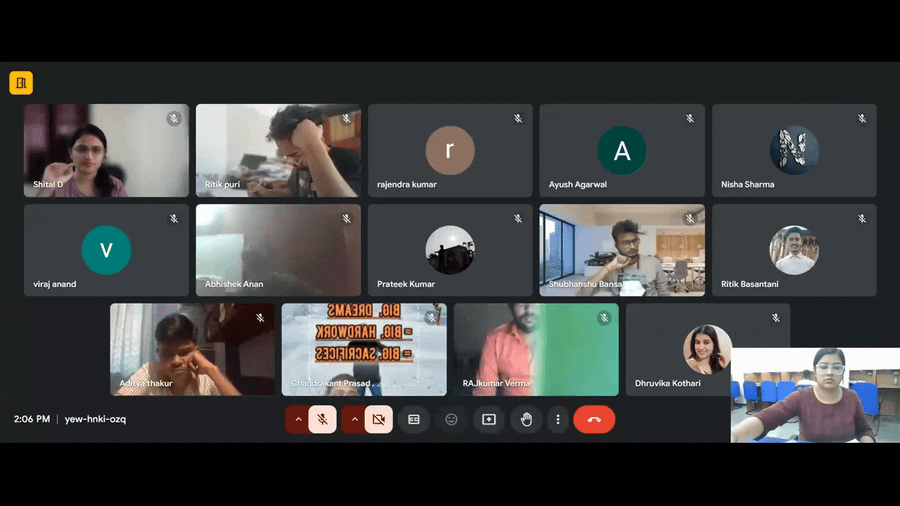 Shital D
Ritik puri
r
rajendra kumar
A
Ayush Agarwal
N
Nisha Sharma
V
viraj anand
Abhishek Anan
Prateek Kumar
Shubhanshu Bansal
Ritik Basantani
Aditya thakur
BIG. DREAMS
= BIG. HARDWORK
= BIG. SACRIFICES
Chandrakant Prasad
RAJkumar Verma
Dhruvika Kothari
2:06 PM | yew-hnki-ozq
CC